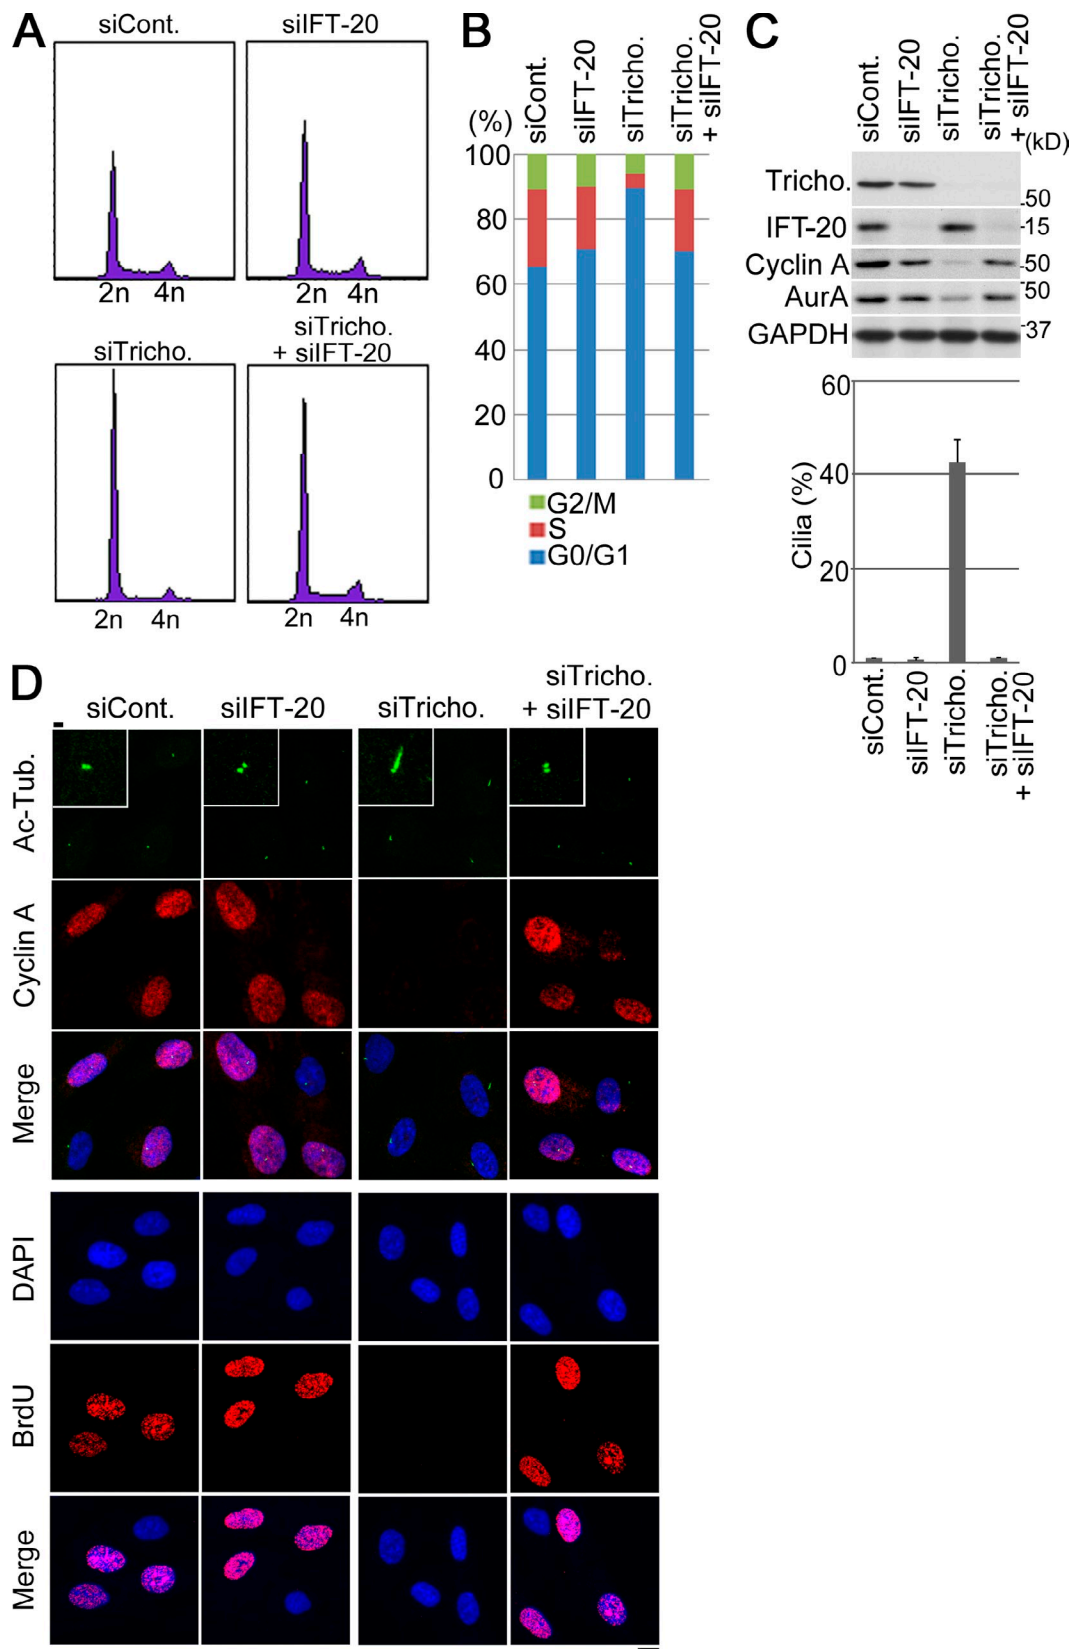 A
siCont.
siIFT-20
2n 4n
2n 4n
siTricho.
siTricho.
+ siIFT-20
2n 4n
2n 4n
B
siCont.
siIFT-20
siTricho.
siTricho.
+ siIFT-20
(%)
100
80
60
40
20
0
G2/M
S
G0/G1
C
siCont.
siIFT-20
siTricho.
siTricho.
+ siIFT-20
(kD)
Tricho.
50
IFT-20
15
Cyclin A
50
AurA
50
GAPDH
37
Cilia (%)
60
40
20
0
siCont.
siIFT-20
siTricho.
siTricho.
+ siIFT-20
D
siCont.
siIFT-20
siTricho.
siTricho.
+ siIFT-20
Ac-Tub.
Cyclin A
Merge
DAPI
BrdU
Merge